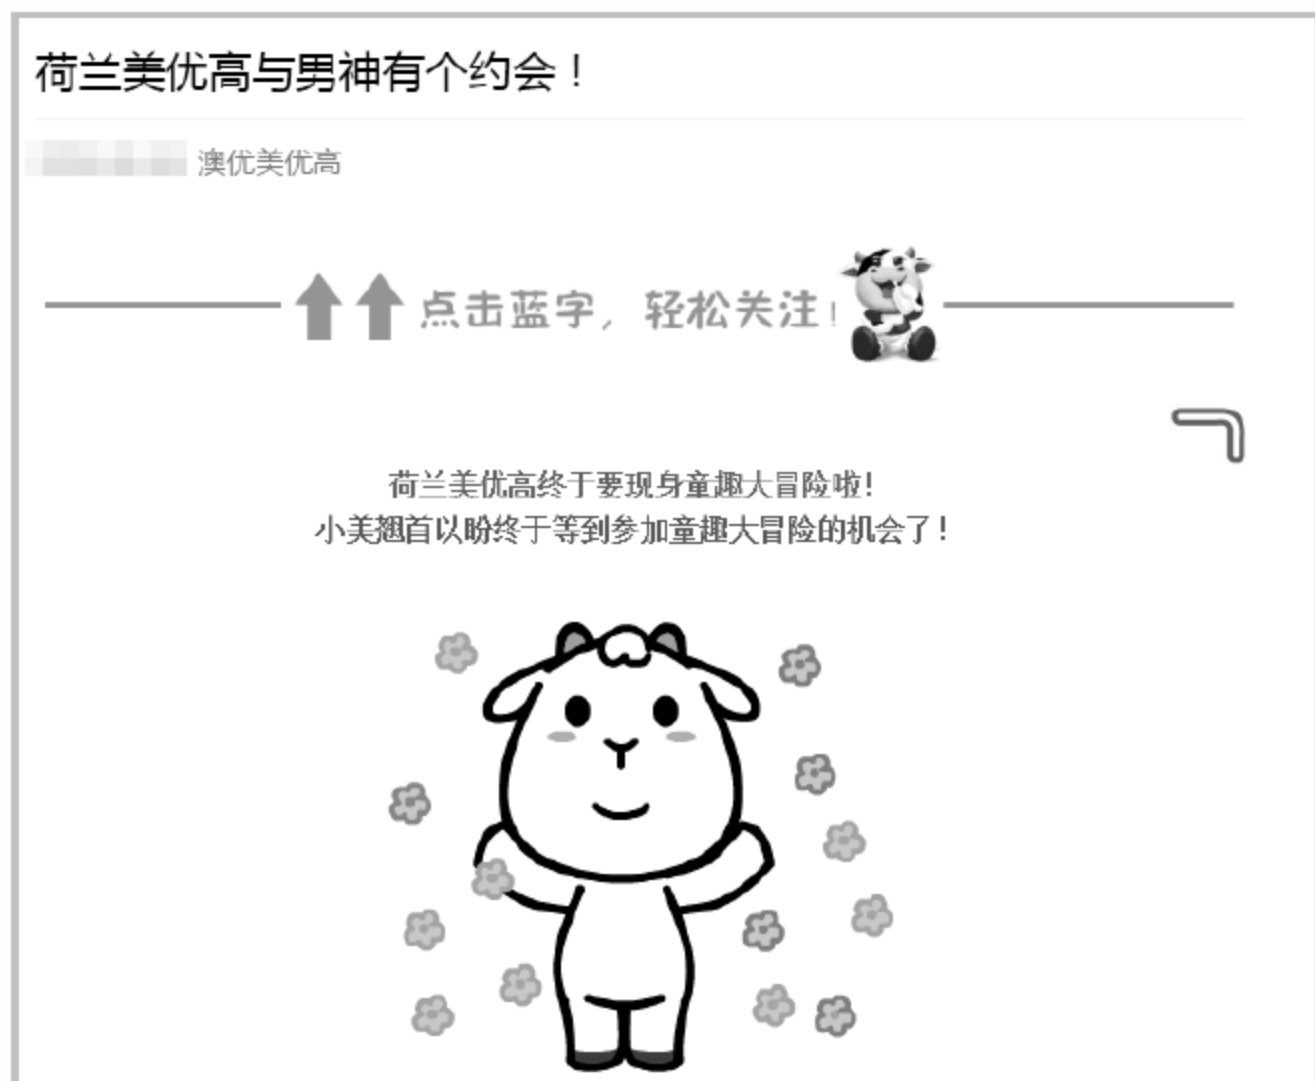 荷兰美优高与男神有个约会！
澳优美优高
点击蓝字，轻松关注！
荷兰美优高终于要现身童趣大冒险啦！
小美翘首以盼终于等到参加童趣大冒险的机会了！